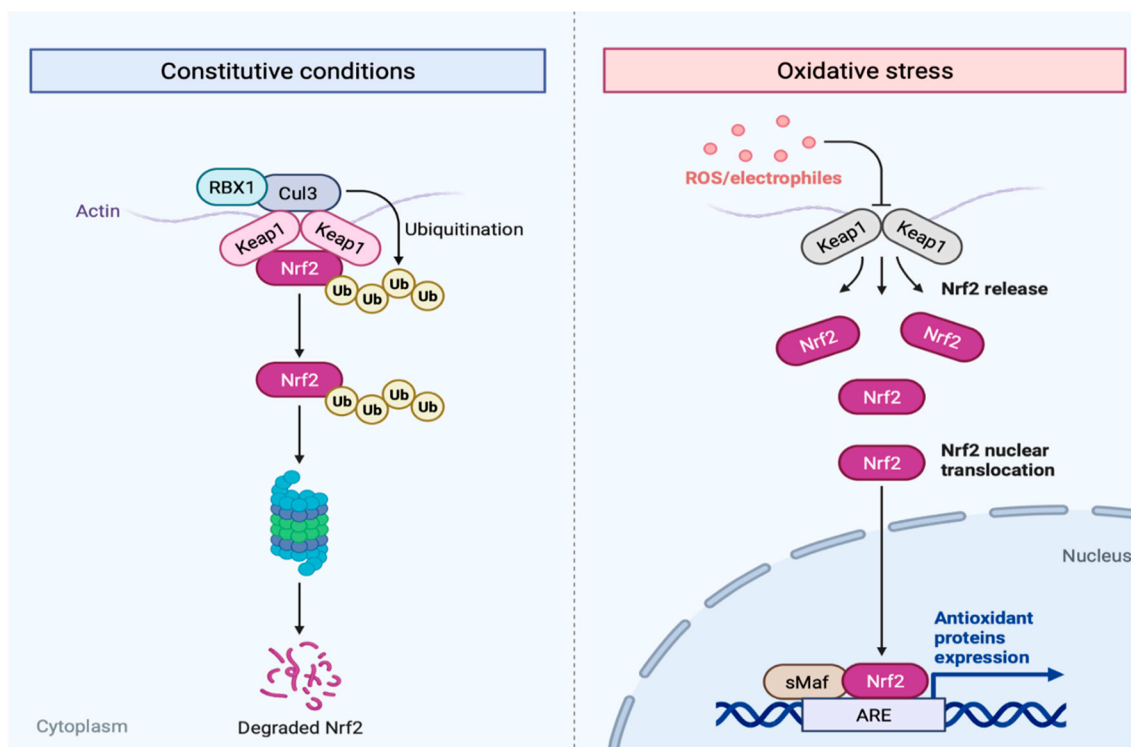 Constitutive conditions
RBX1
Cul3
Actin
Keap1
Keap1
Ubiquitination
Nrf2
Ub
Ub
Ub
Ub
Nrf2
Ub
Ub
Ub
Ub
Cytoplasm
Degraded Nrf2
Oxidative stress
ROS/electrophiles
Keap1
Keap1
Nrf2 release
Nrf2
Nrf2
Nrf2
Nrf2
Nrf2 nuclear
translocation
Nucleus
Antioxidant
proteins
expression
sMaf
Nrf2
ARE